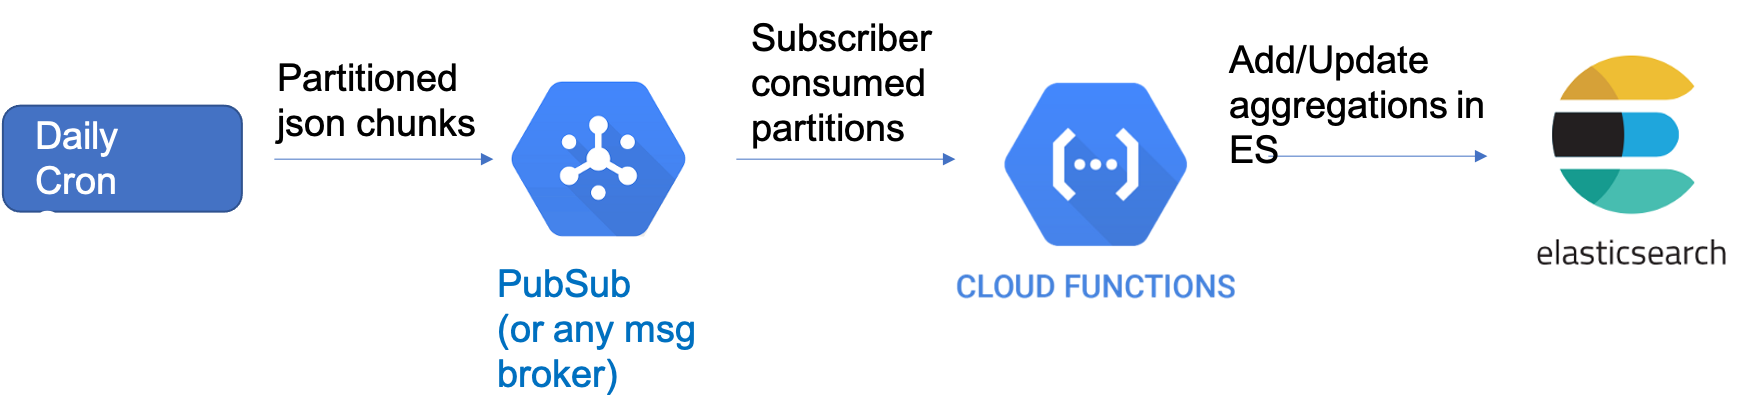 Daily
Cron
Partitioned
json chunks
PubSub
(or any msg
broker)
Subscriber
consumed
partitions
CLOUD FUNCTIONS
Add/Update
aggregations in
ES
elasticsearch